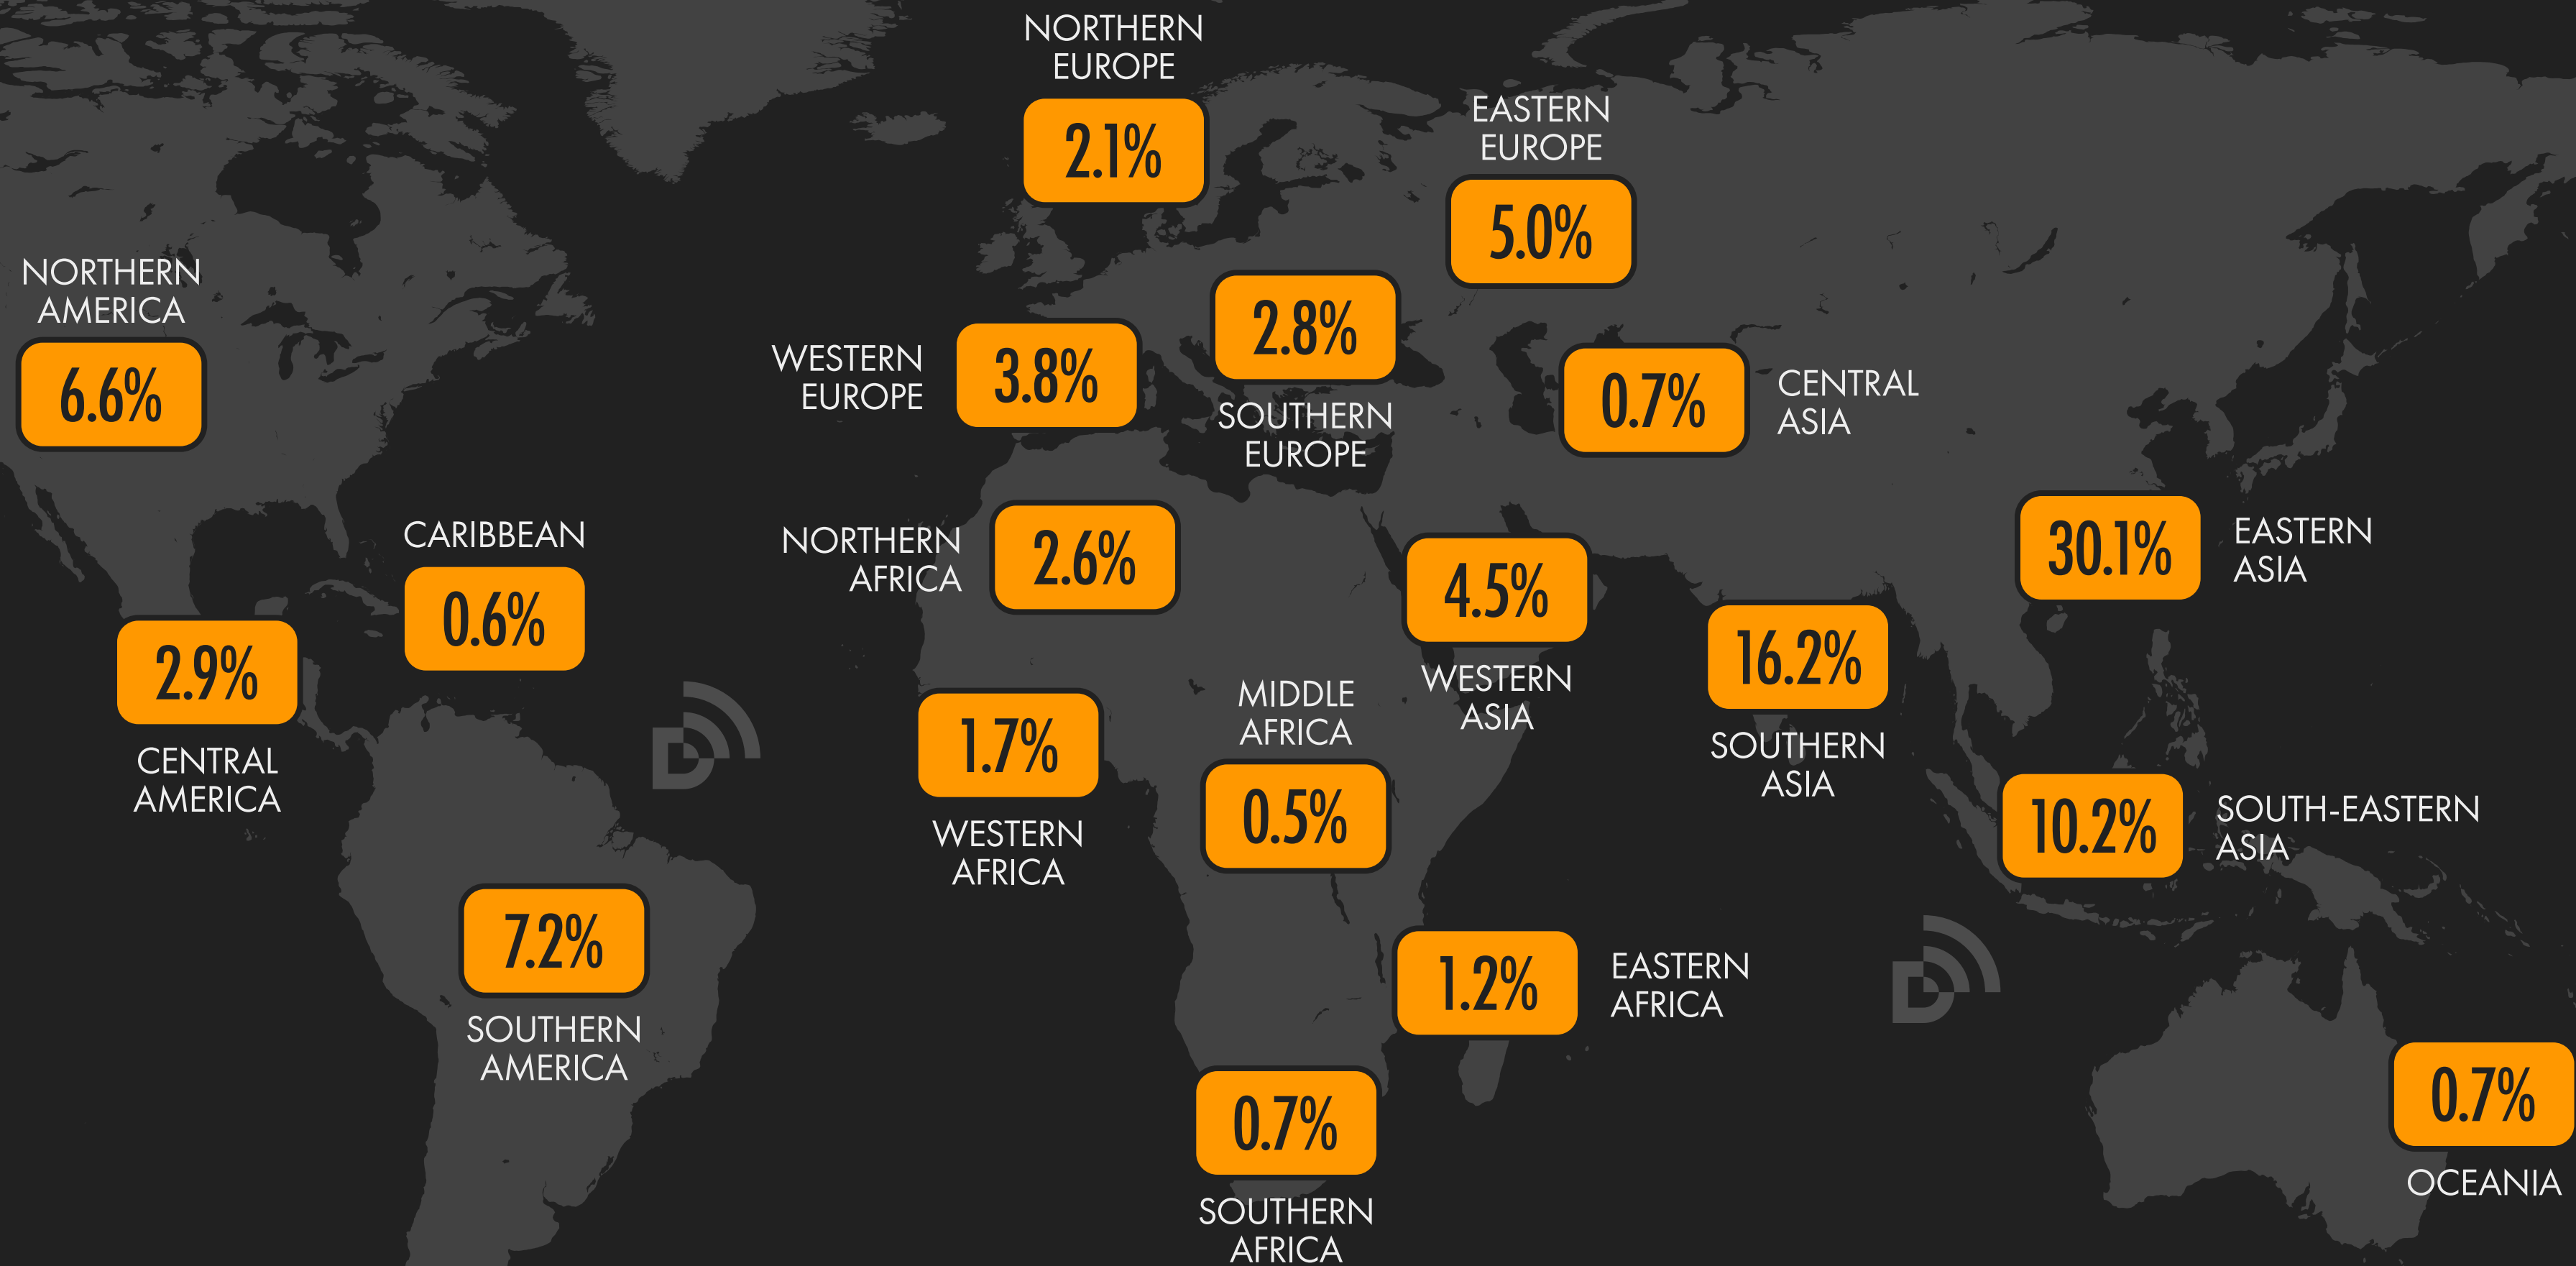 NORTHERN
EUROPE
2.1%
EASTERN
EUROPE
5.0%
NORTHERN
AMERICA
6.6%
2.8%
SOUTHERN
EUROPE
WESTERN
EUROPE
3.8%
0.7%
CENTRAL
ASIA
NORTHERN
AFRICA
2.6%
CARIBBEAN
0.6%
4.5%
WESTERN
ASIA
30.1%
EASTERN
ASIA
2.9%
CENTRAL
AMERICA
16.2%
SOUTHERN
ASIA
1.7%
WESTERN
AFRICA
MIDDLE
AFRICA
0.5%
10.2%
SOUTH-EASTERN
ASIA
7.2%
SOUTHERN
AMERICA
1.2%
EASTERN
AFRICA
0.7%
SOUTHERN
AFRICA
0.7%
OCEANIA